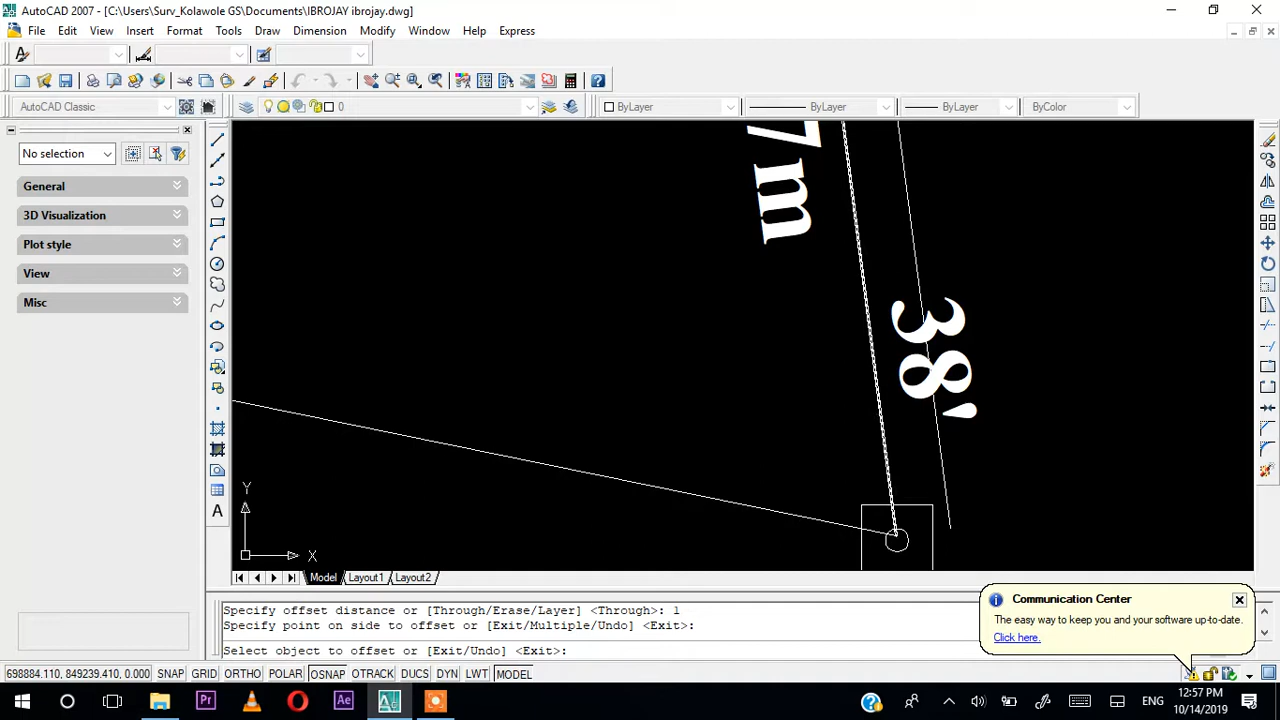 AutoCAD 2007 - [C:\Users\Surv_Kolawole GS\Documents\IBROJAY ibrojay.dwg]
File Edit View Insert Format Tools Draw Dimension Modify Window Help Express
AutoCAD Classic
0
ByLayer
ByLayer
ByLayer
ByColor
No selection
General
3D Visualization
Plot style
View
Misc
7 m
38'
Y
X
A
Model Layout1 Layout2
Specify offset distance or [Through/Erase/Layer] <Through>: 1
Specify point on side to offset or [Exit/Multiple/Undo] <Exit>:
Select object to offset or [Exit/Undo] <Exit>:
Communication Center
The easy way to keep you and your software up-to-date.
Click here.
698884.110, 849239.410, 0.000 SNAP GRID ORTHO POLAR OSNAP OTRACK DUCS DYN LWT MODEL
Pr
Ae
ENG
12:57 PM
10/14/2019